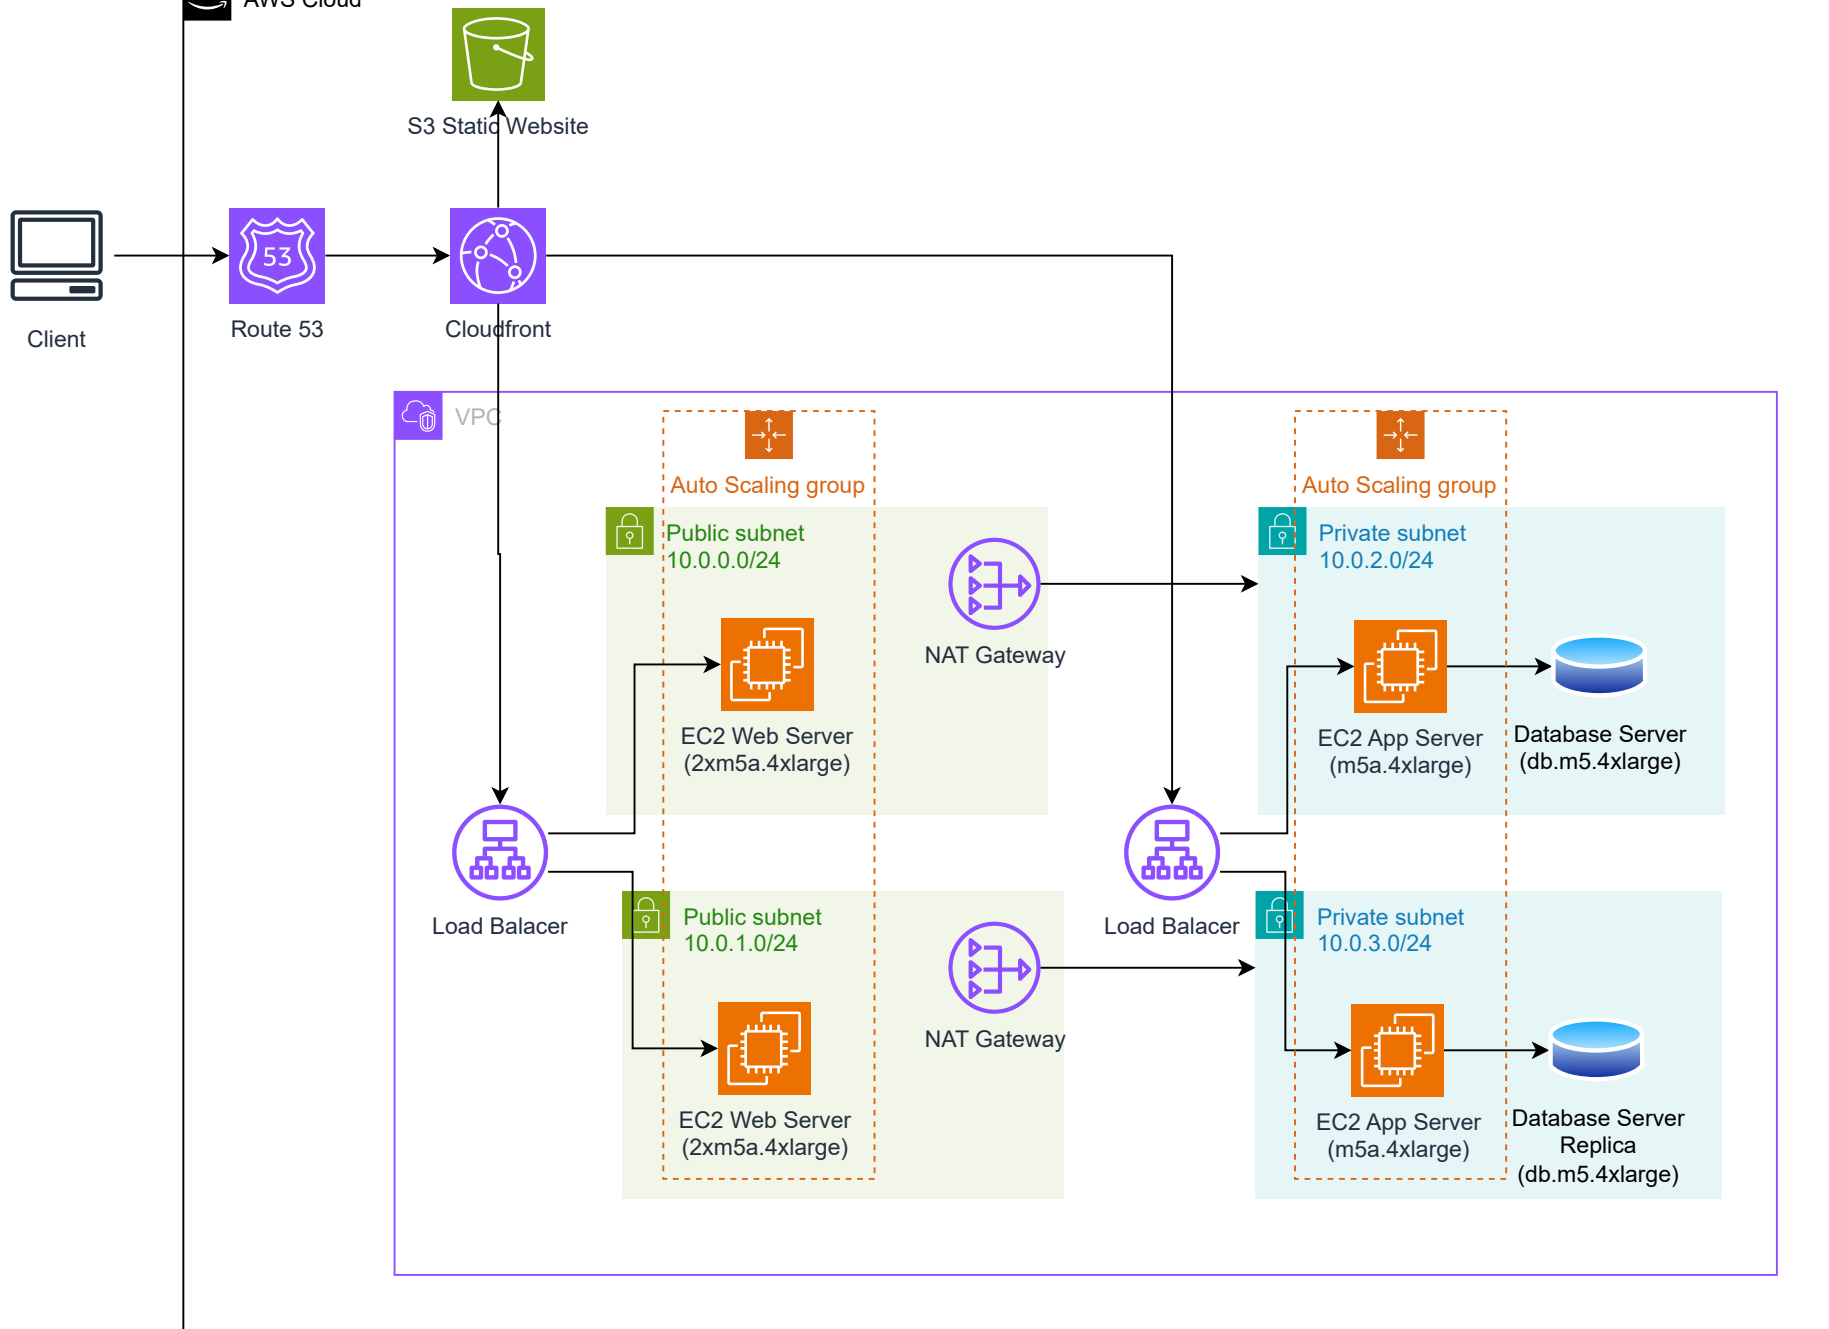 AWS Cloud
S3 Static Website
53
Client
Route 53
Cloudfront
VPC
Auto Scaling group
Auto Scaling group
Public subnet
10.0.0.0/24
Private subnet
10.0.2.0/24
NAT Gateway
EC2 Web Server
(2xm5a.4xlarge)
EC2 App Server
(m5a.4xlarge)
Database Server
(db.m5.4xlarge)
Load Balacer
Load Balacer
Public subnet
10.0.1.0/24
Private subnet
10.0.3.0/24
NAT Gateway
EC2 Web Server
(2xm5a.4xlarge)
EC2 App Server
(m5a.4xlarge)
Database Server
Replica
(db.m5.4xlarge)